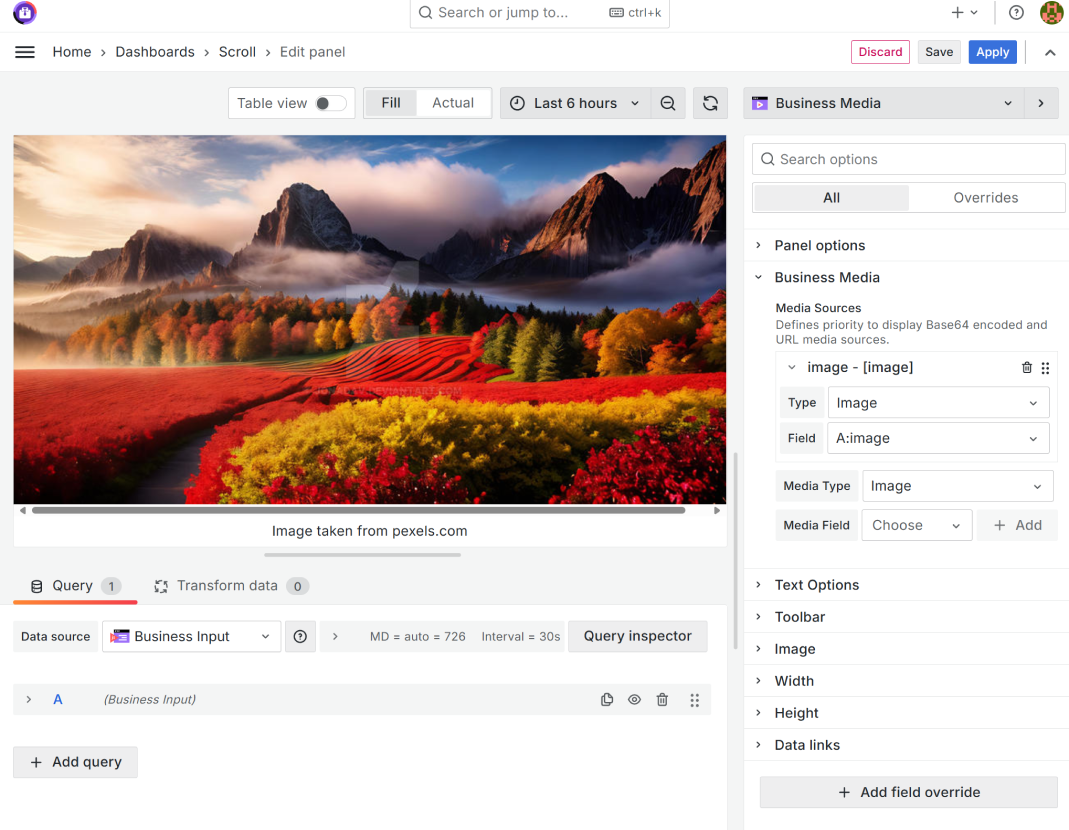 Search or jump to... ctrl+k
Home › Dashboards › Scroll › Edit panel
Discard Save Apply
Table view Fill Actual Last 6 hours
Business Media
Search options
All Overrides
Panel options
Business Media
Media Sources
Defines priority to display Base64 encoded and
URL media sources.
image - [image]
Type Image
Field A:image
Media Type Image
Media Field Choose + Add
Text Options
Toolbar
Image
Width
Height
Data links
+ Add field override
Image taken from pexels.com
Query 1 Transform data 0
Data source Business Input MD = auto = 726 Interval = 30s Query inspector
A (Business Input)
+ Add query